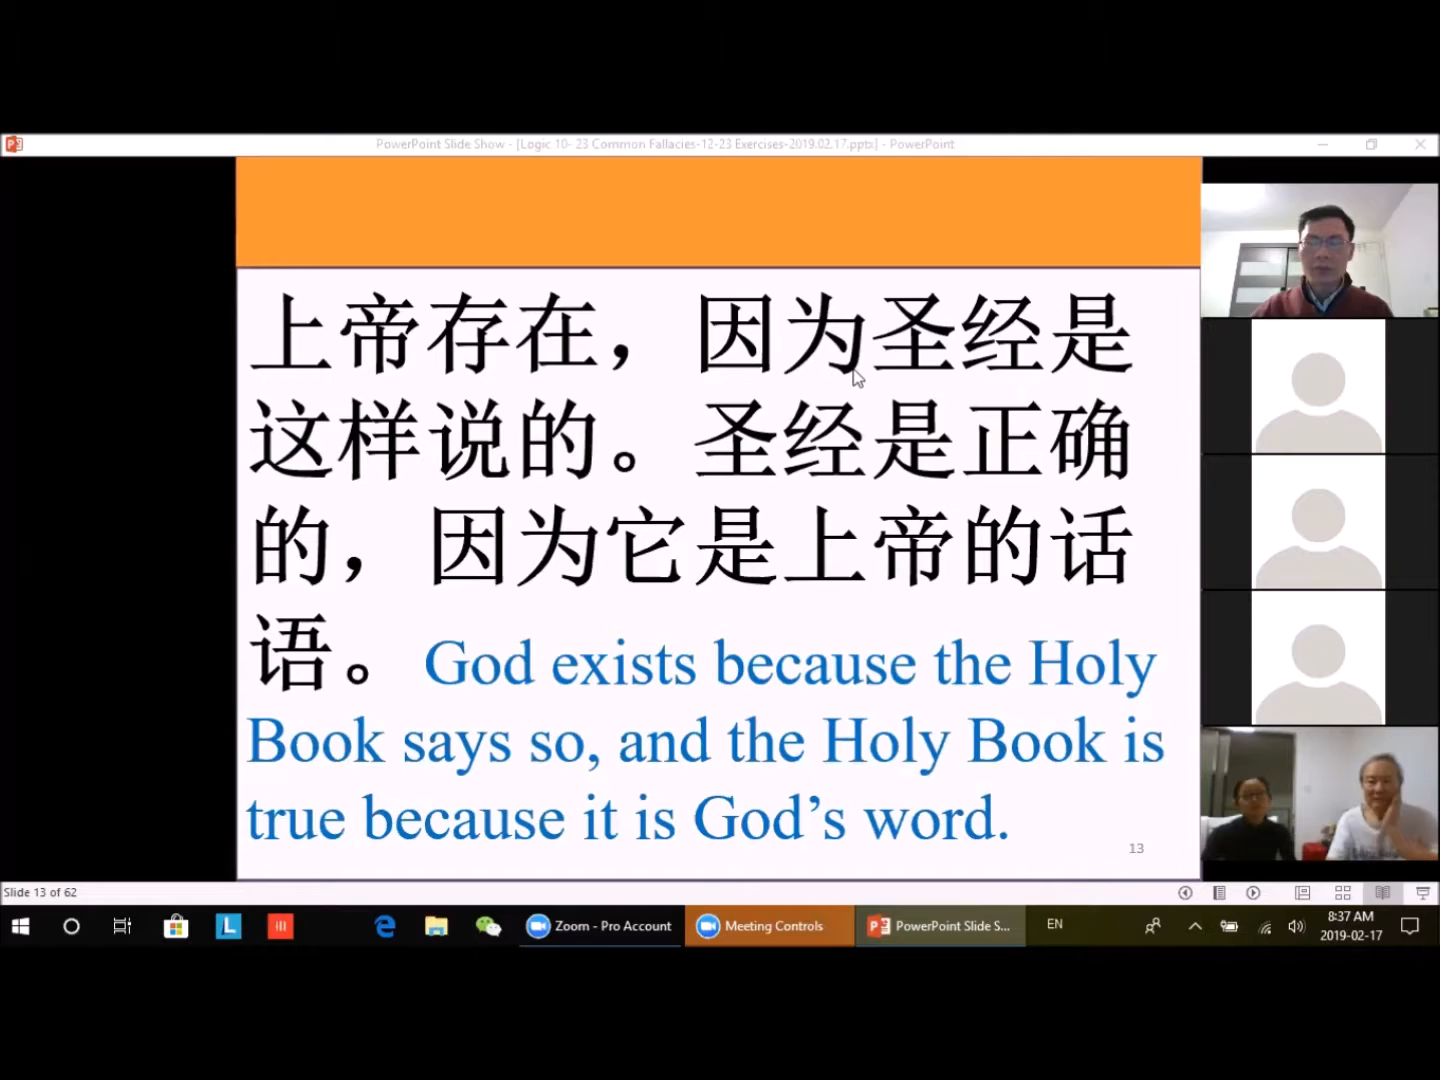 PowerPoint Slide Show - [Logic 10- 23 Common Fallacies-12-23 Exercises-2019.02.17.pptx] - PowerPoint
上帝存在，因为圣经是
这样说的。圣经是正确
的，因为它是上帝的话
语。God exists because the Holy
Book says so, and the Holy Book is
true because it is God’s word.
13
Slide 13 of 62
Zoom - Pro Account
Meeting Controls
PowerPoint Slide S...
EN
8:37 AM
2019-02-17